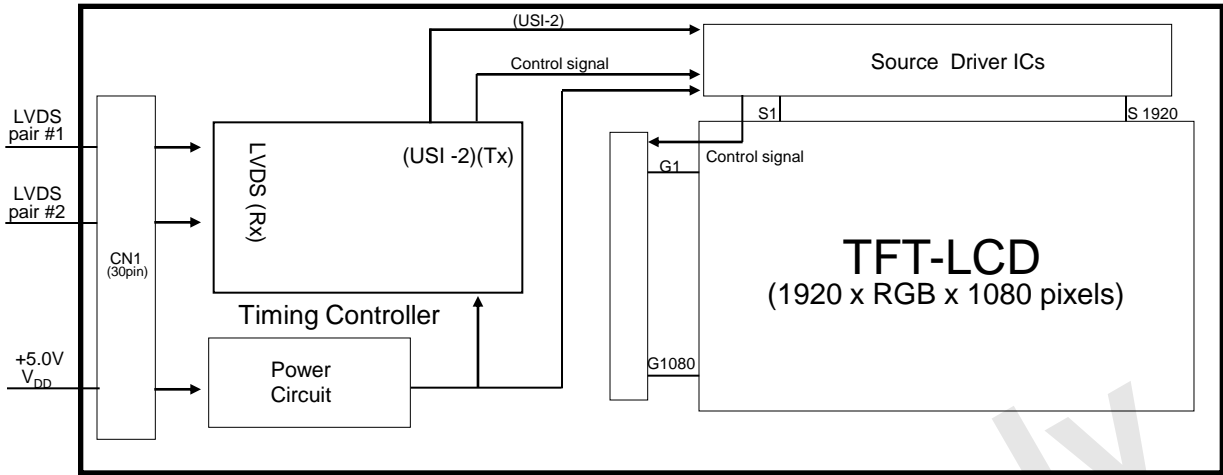 (USI-2)
Control signal
Source Driver ICs
LVDS
pair #1
S1
S 1920
(USI -2)(Tx)
LVDS (Rx)
Control signal
G1
LVDS
pair #2
CN1
(30pin)
TFT-LCD
(1920 x RGB x 1080 pixels)
Timing Controller
+5.0V
VDD
Power
Circuit
G1080